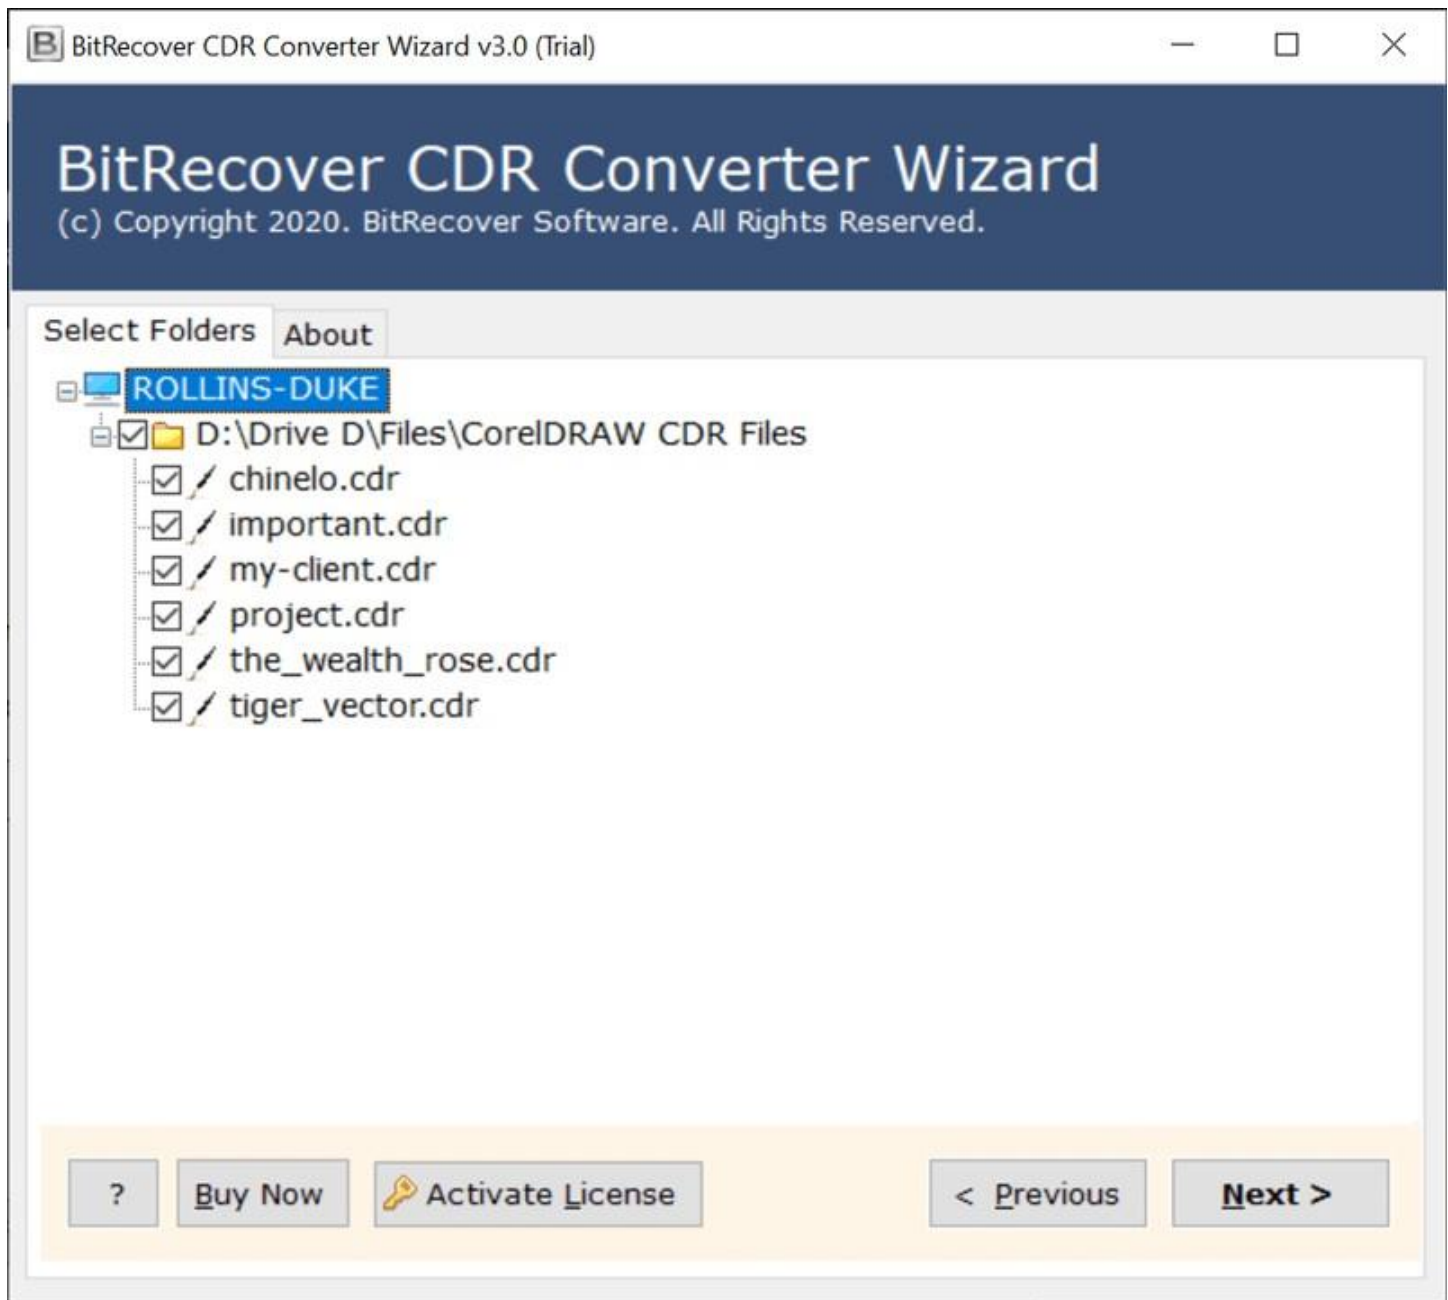 BitRecover CDR Converter Wizard v3.0 (Trial)
BitRecover CDR Converter Wizard
(c) Copyright 2020. BitRecover Software. All Rights Reserved.
Select Folders About
ROLLINS-DUKE
D:\Drive D\Files\CorelDRAW CDR Files
chinelo.cdr
important.cdr
my-client.cdr
project.cdr
the_wealth_rose.cdr
tiger_vector.cdr
? Buy Now Activate License < Previous Next >